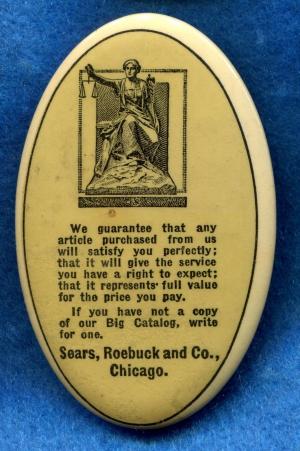 We guarantee that any
article purchased from us
will satisfy you perfectly;
that it will give the service
you have a right to expect;
that it represents full value
for the price you pay.
If you have not a copy
of our Big Catalog, write
for one.
Sears, Roebuck and Co.,
Chicago.